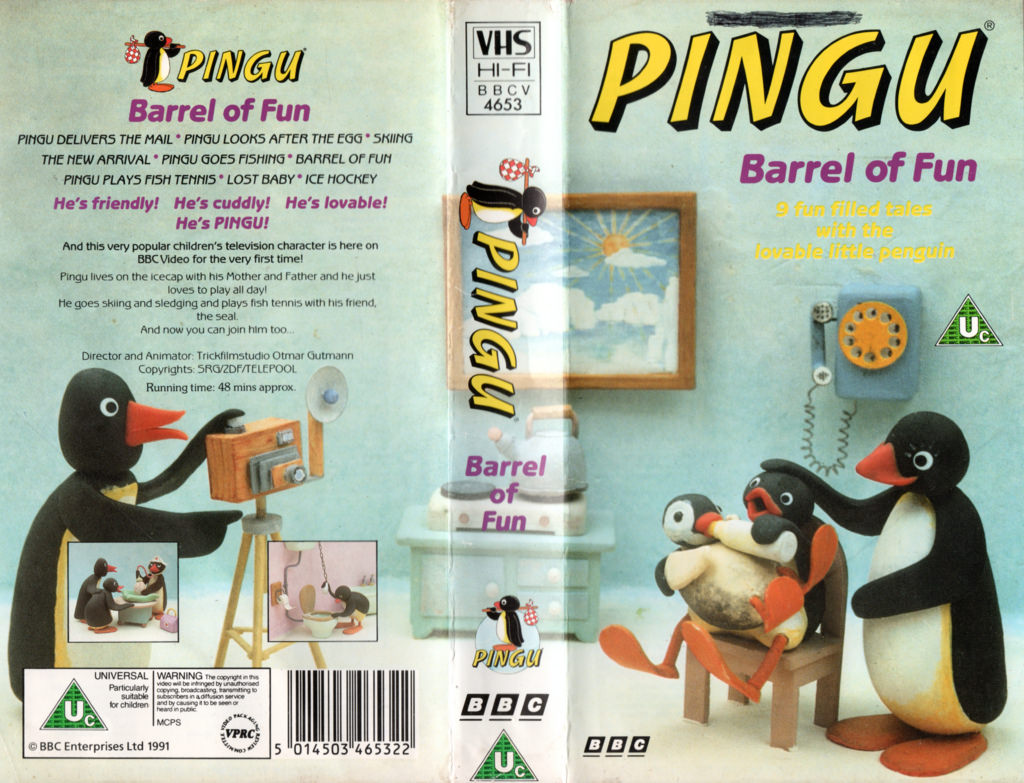 PINGU®
Barrel of Fun
PINGU DELIVERS THE MAIL * PINGU LOOKS AFTER THE EGG * SKIING
THE NEW ARRIVAL * PINGU GOES FISHING * BARREL OF FUN
PINGU PLAYS FISH TENNIS * LOST BABY * ICE HOCKEY
He's friendly! He's cuddly! He's lovable!
He's PINGU!
And this very popular children's television character is here on
BBC Video for the very first time!
Pingu lives on the icecap with his Mother and Father and he just
loves to play all day!
He goes skiing and sledging and plays fish tennis with his friend,
the seal.
And now you can join him too...
Director and Animator: Trickfilmstudio Otmar Gutmann
Copyrights: SRG/ZDF/TELEPOOL
Running time: 48 mins approx.
Uc
UNIVERSAL
Particularly
suitable
for children
WARNING The copyright in this
video will be infringed by unauthorised
copying, broadcasting, transmitting to
subscribers in a diffusion service
and by causing it to be seen or
heard in public.
MCPS
VIDEO PACKAGING REVIEW COMMITTEE
VPRC
© BBC Enterprises Ltd 1991
5 014503 465322
VHS
HI-FI
BBCV
4653
PINGU
Barrel
of
Fun
PINGU
BBC
Uc
PINGU®
Barrel of Fun
9 fun filled tales
with the
lovable little penguin
Uc
BBC